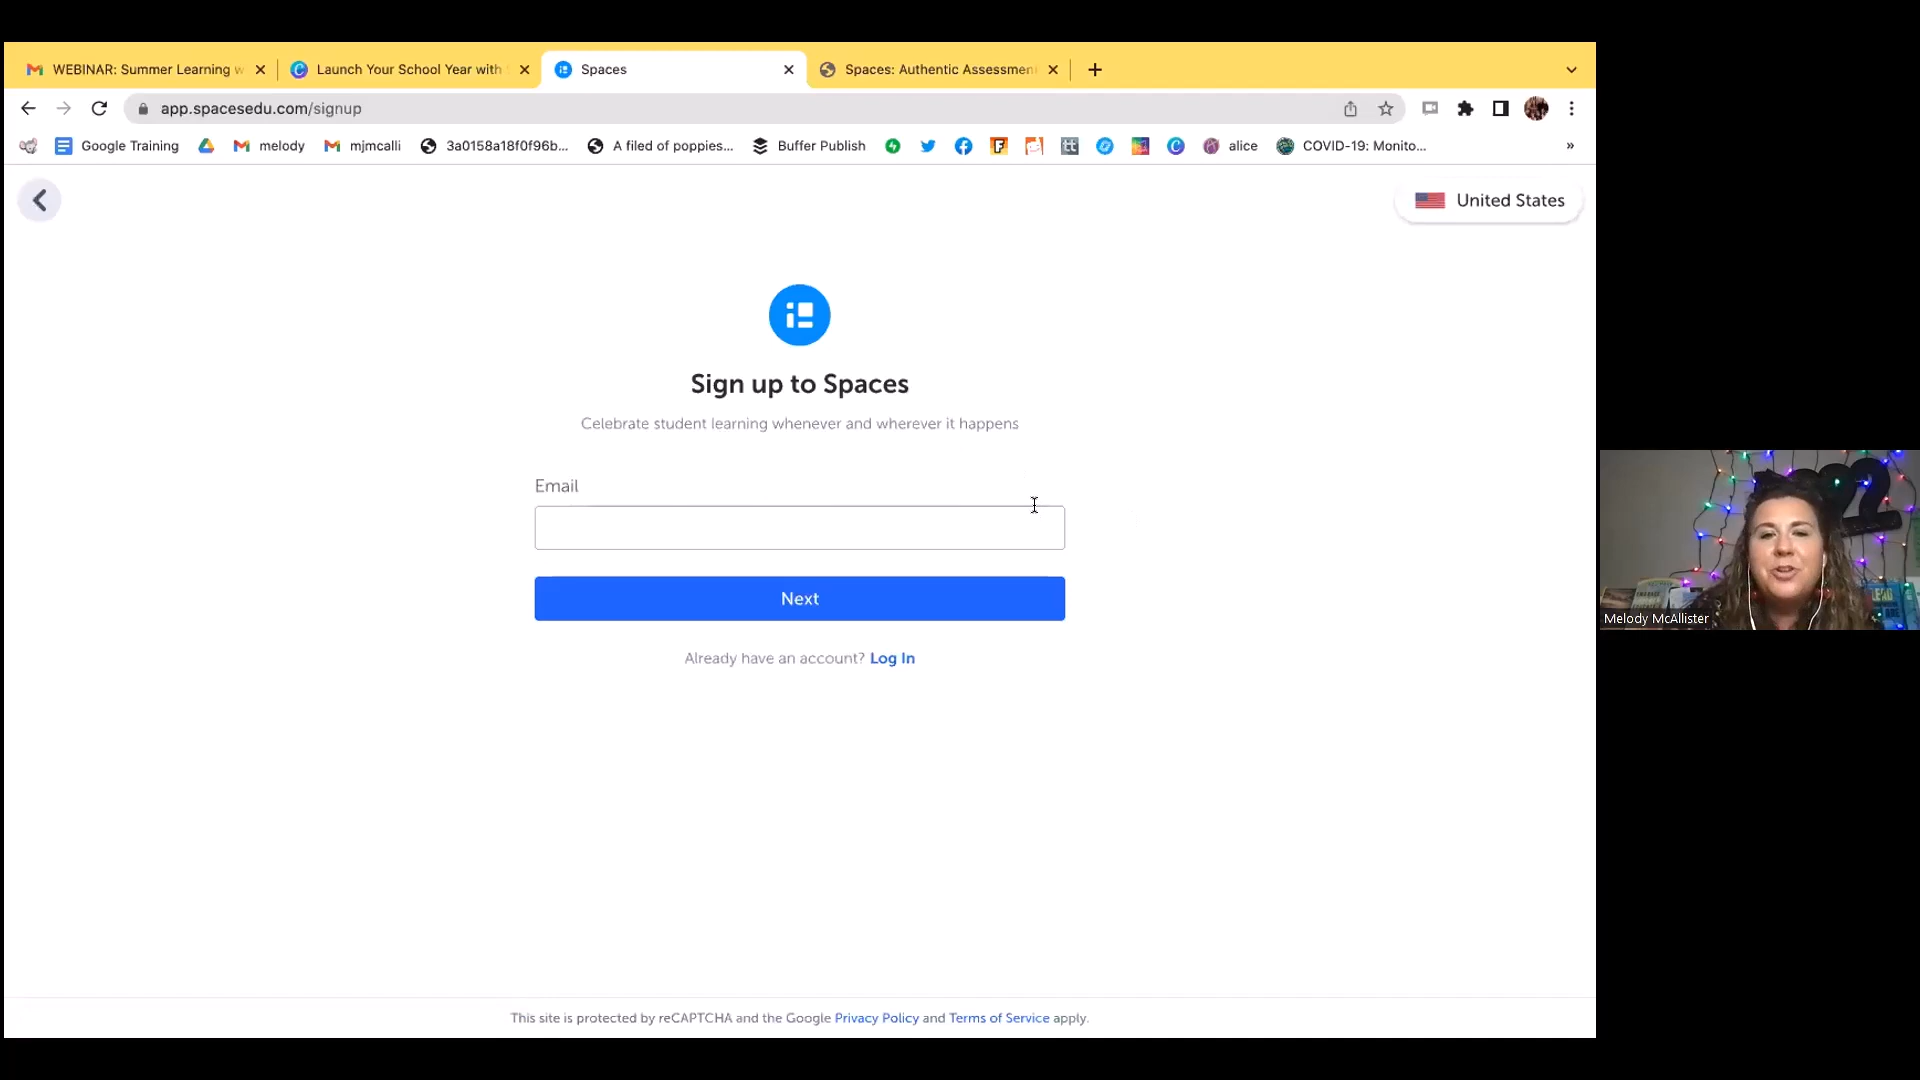 WEBINAR: Summer Learning w
Launch Your School Year with
Spaces
Spaces: Authentic Assessmen
app.spacesedu.com/signup
Google Training
melody
mjmcalli
3a0158a18f0f96b...
A filed of poppies...
Buffer Publish
alice
COVID-19: Monito...
»
United States
Sign up to Spaces
Celebrate student learning whenever and wherever it happens
Email
Next
Already have an account? Log In
Melody McAllister
This site is protected by reCAPTCHA and the Google Privacy Policy and Terms of Service apply.